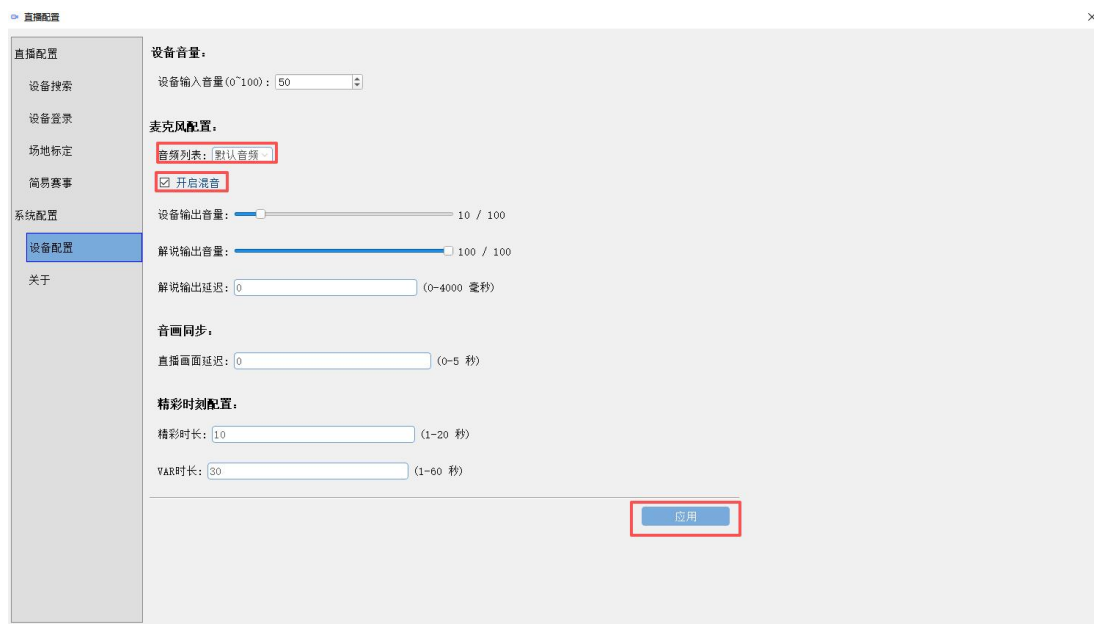 直播配置
直播配置
设备搜索
设备登录
场地标定
简易赛事
系统配置
设备配置
关于
设备音量:
设备输入音量(0~100): 50
麦克风配置:
音频列表: 默认音频
开启混音
设备输出音量: 10 / 100
解说输出音量: 100 / 100
解说输出延迟: 0 (0-4000 毫秒)
音画同步:
直播画面延迟: 0 (0-5 秒)
精彩时刻配置:
精彩时长: 10 (1-20 秒)
VAR时长: 30 (1-60 秒)
应用